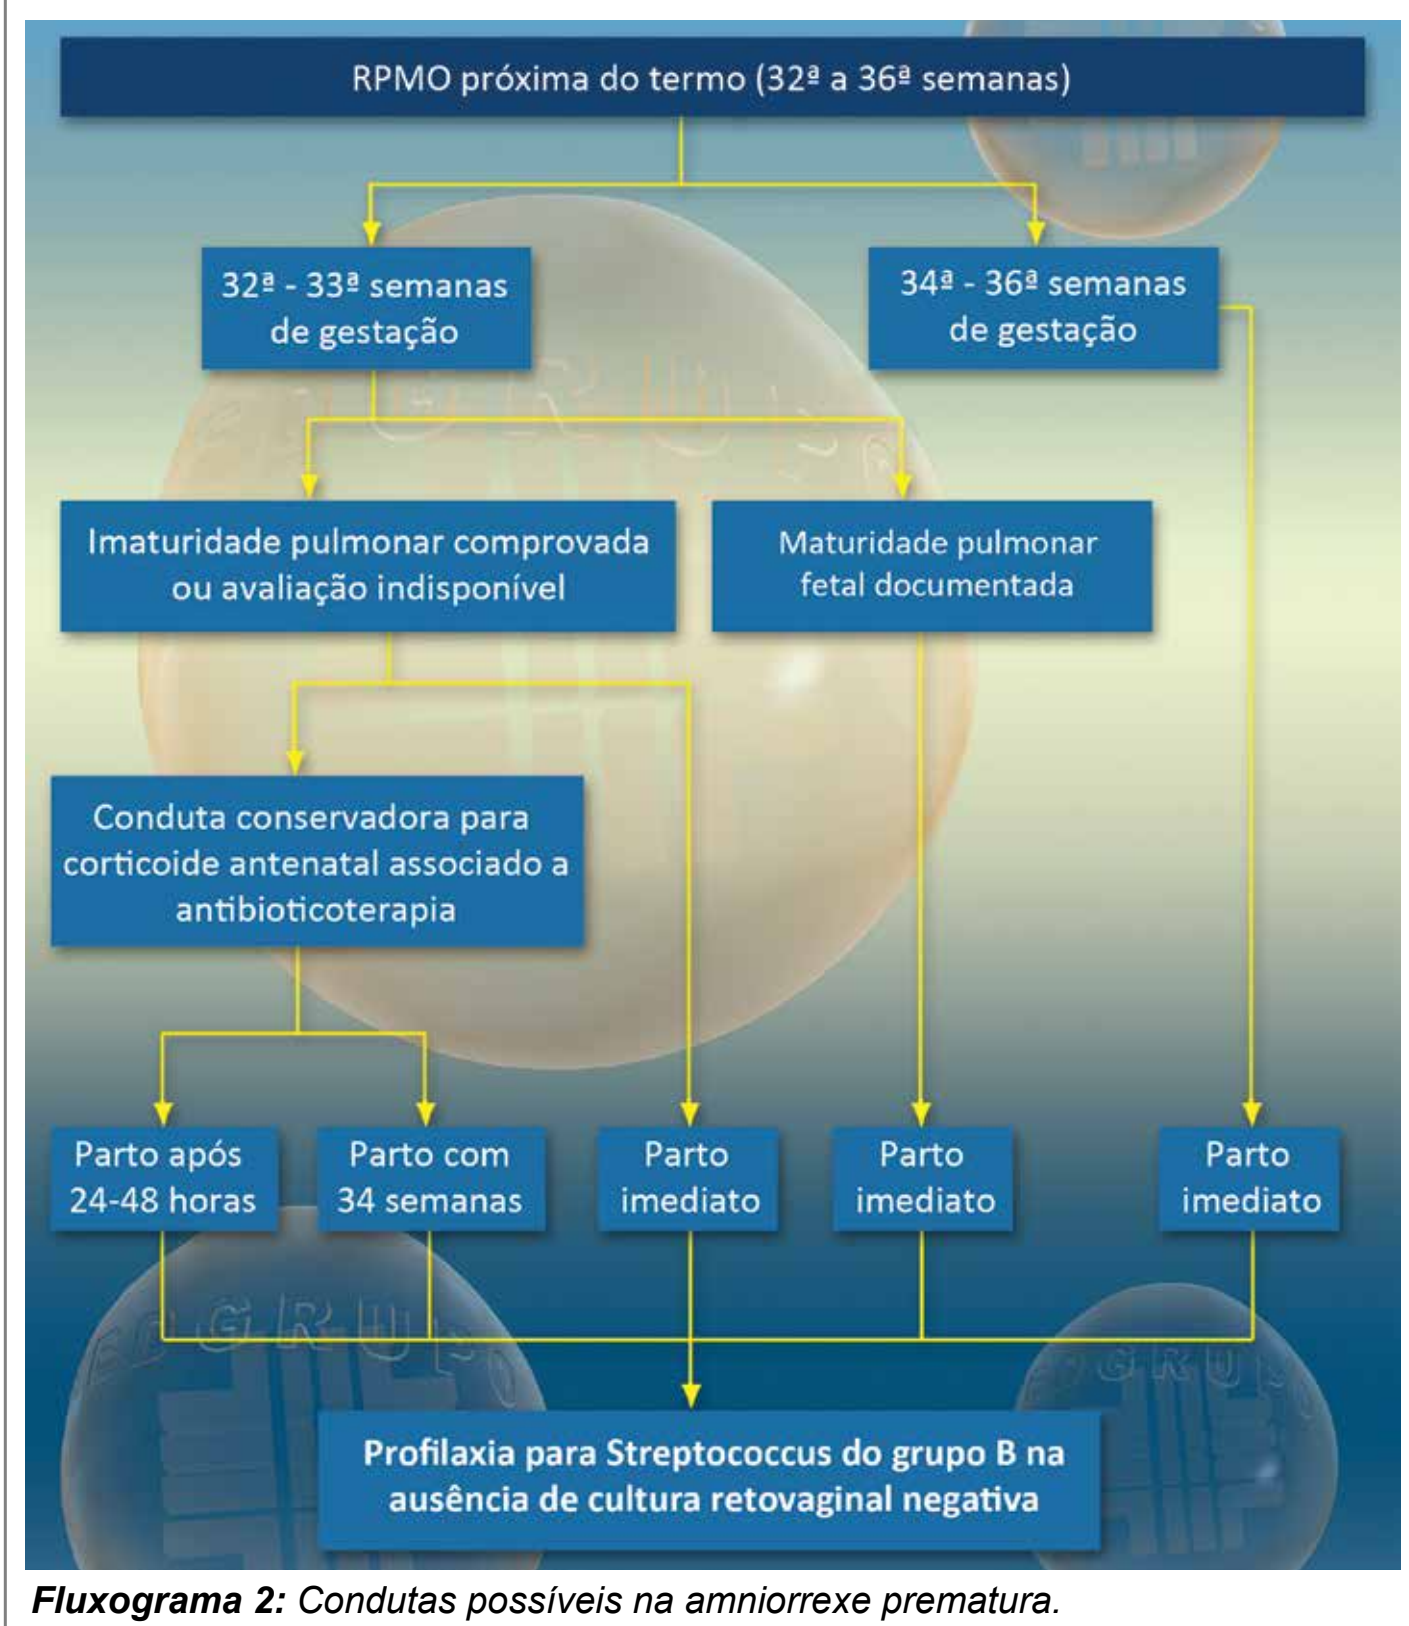 RPMO próxima do termo (32ª a 36ª semanas)
32ª - 33ª semanas
de gestação
34ª - 36ª semanas
de gestação
Imaturidade pulmonar comprovada
ou avaliação indisponível
Maturidade pulmonar
fetal documentada
Conduta conservadora para
corticoide antenatal associado a
antibioticoterapia
Parto após
24-48 horas
Parto com
34 semanas
Parto
imediato
Parto
imediato
Parto
imediato
Profilaxia para Streptococcus do grupo B na
ausência de cultura retovaginal negativa
Fluxograma 2: Condutas possíveis na amniorrexe prematura.